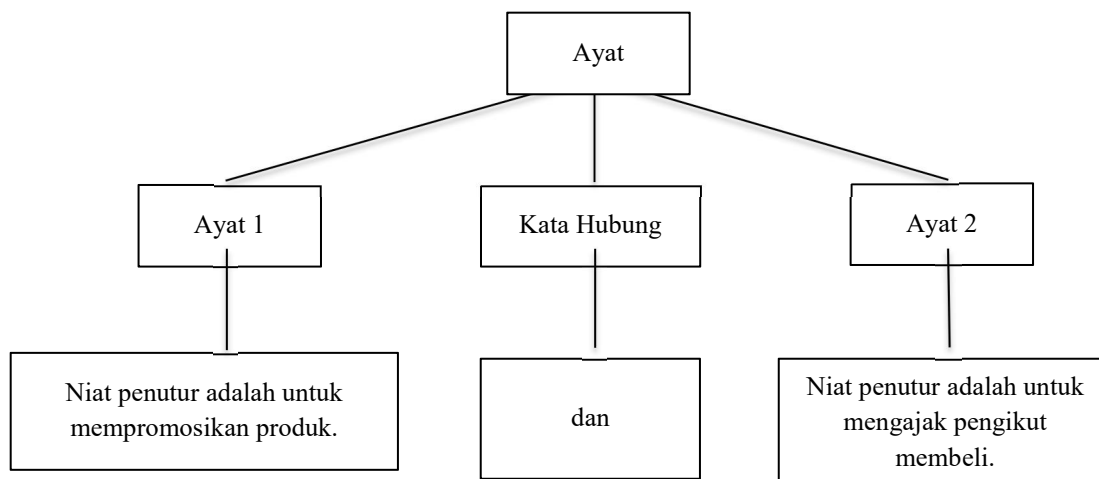 Ayat
Ayat 1
Kata Hubung
Ayat 2
Niat penutur adalah untuk
mempromosikan produk.
dan
Niat penutur adalah untuk
mengajak pengikut
membeli.